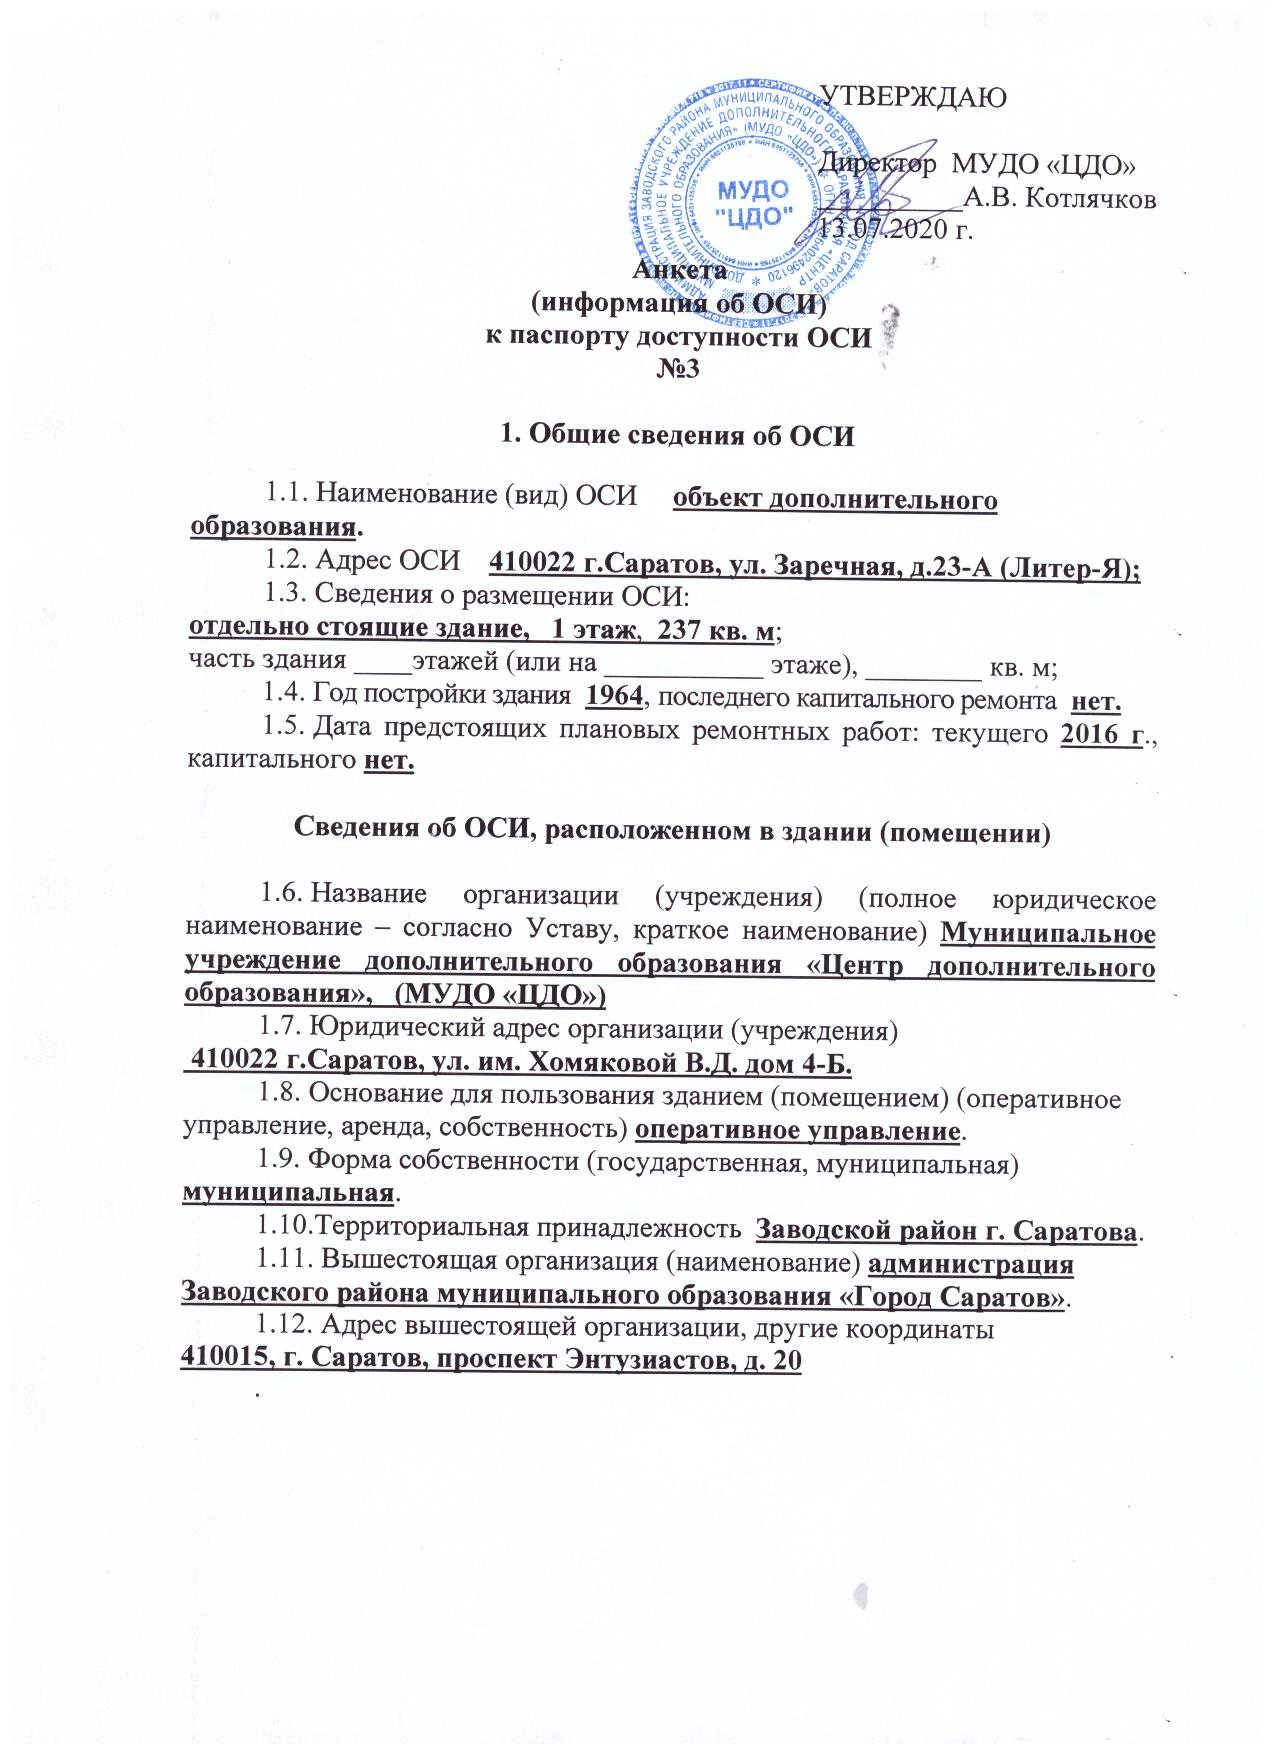 УТВЕРЖДАЮ
Директор МУДО «ЦДО»
__________А.В. Котлячков
13.07.2020 г.
МУДО
"ЦДО"
Анкета
(информация об ОСИ)
к паспорту доступности ОСИ
№3
1. Общие сведения об ОСИ
1.1. Наименование (вид) ОСИ объект дополнительного
образования.
1.2. Адрес ОСИ 410022 г.Саратов, ул. Заречная, д.23-А (Литер-Я);
1.3. Сведения о размещении ОСИ:
отдельно стоящие здание, 1 этаж, 237 кв. м;
часть здания ____этажей (или на ___________ этаже), ________ кв. м;
1.4. Год постройки здания 1964, последнего капитального ремонта нет.
1.5. Дата предстоящих плановых ремонтных работ: текущего 2016 г.,
капитального нет.
Сведения об ОСИ, расположенном в здании (помещении)
1.6. Название организации (учреждения) (полное юридическое
наименование – согласно Уставу, краткое наименование) Муниципальное
учреждение дополнительного образования «Центр дополнительного
образования», (МУДО «ЦДО»)
1.7. Юридический адрес организации (учреждения)
410022 г.Саратов, ул. им. Хомяковой В.Д. дом 4-Б.
1.8. Основание для пользования зданием (помещением) (оперативное
управление, аренда, собственность) оперативное управление.
1.9. Форма собственности (государственная, муниципальная)
муниципальная.
1.10.Территориальная принадлежность Заводской район г. Саратова.
1.11. Вышестоящая организация (наименование) администрация
Заводского района муниципального образования «Город Саратов».
1.12. Адрес вышестоящей организации, другие координаты
410015, г. Саратов, проспект Энтузиастов, д. 20
.